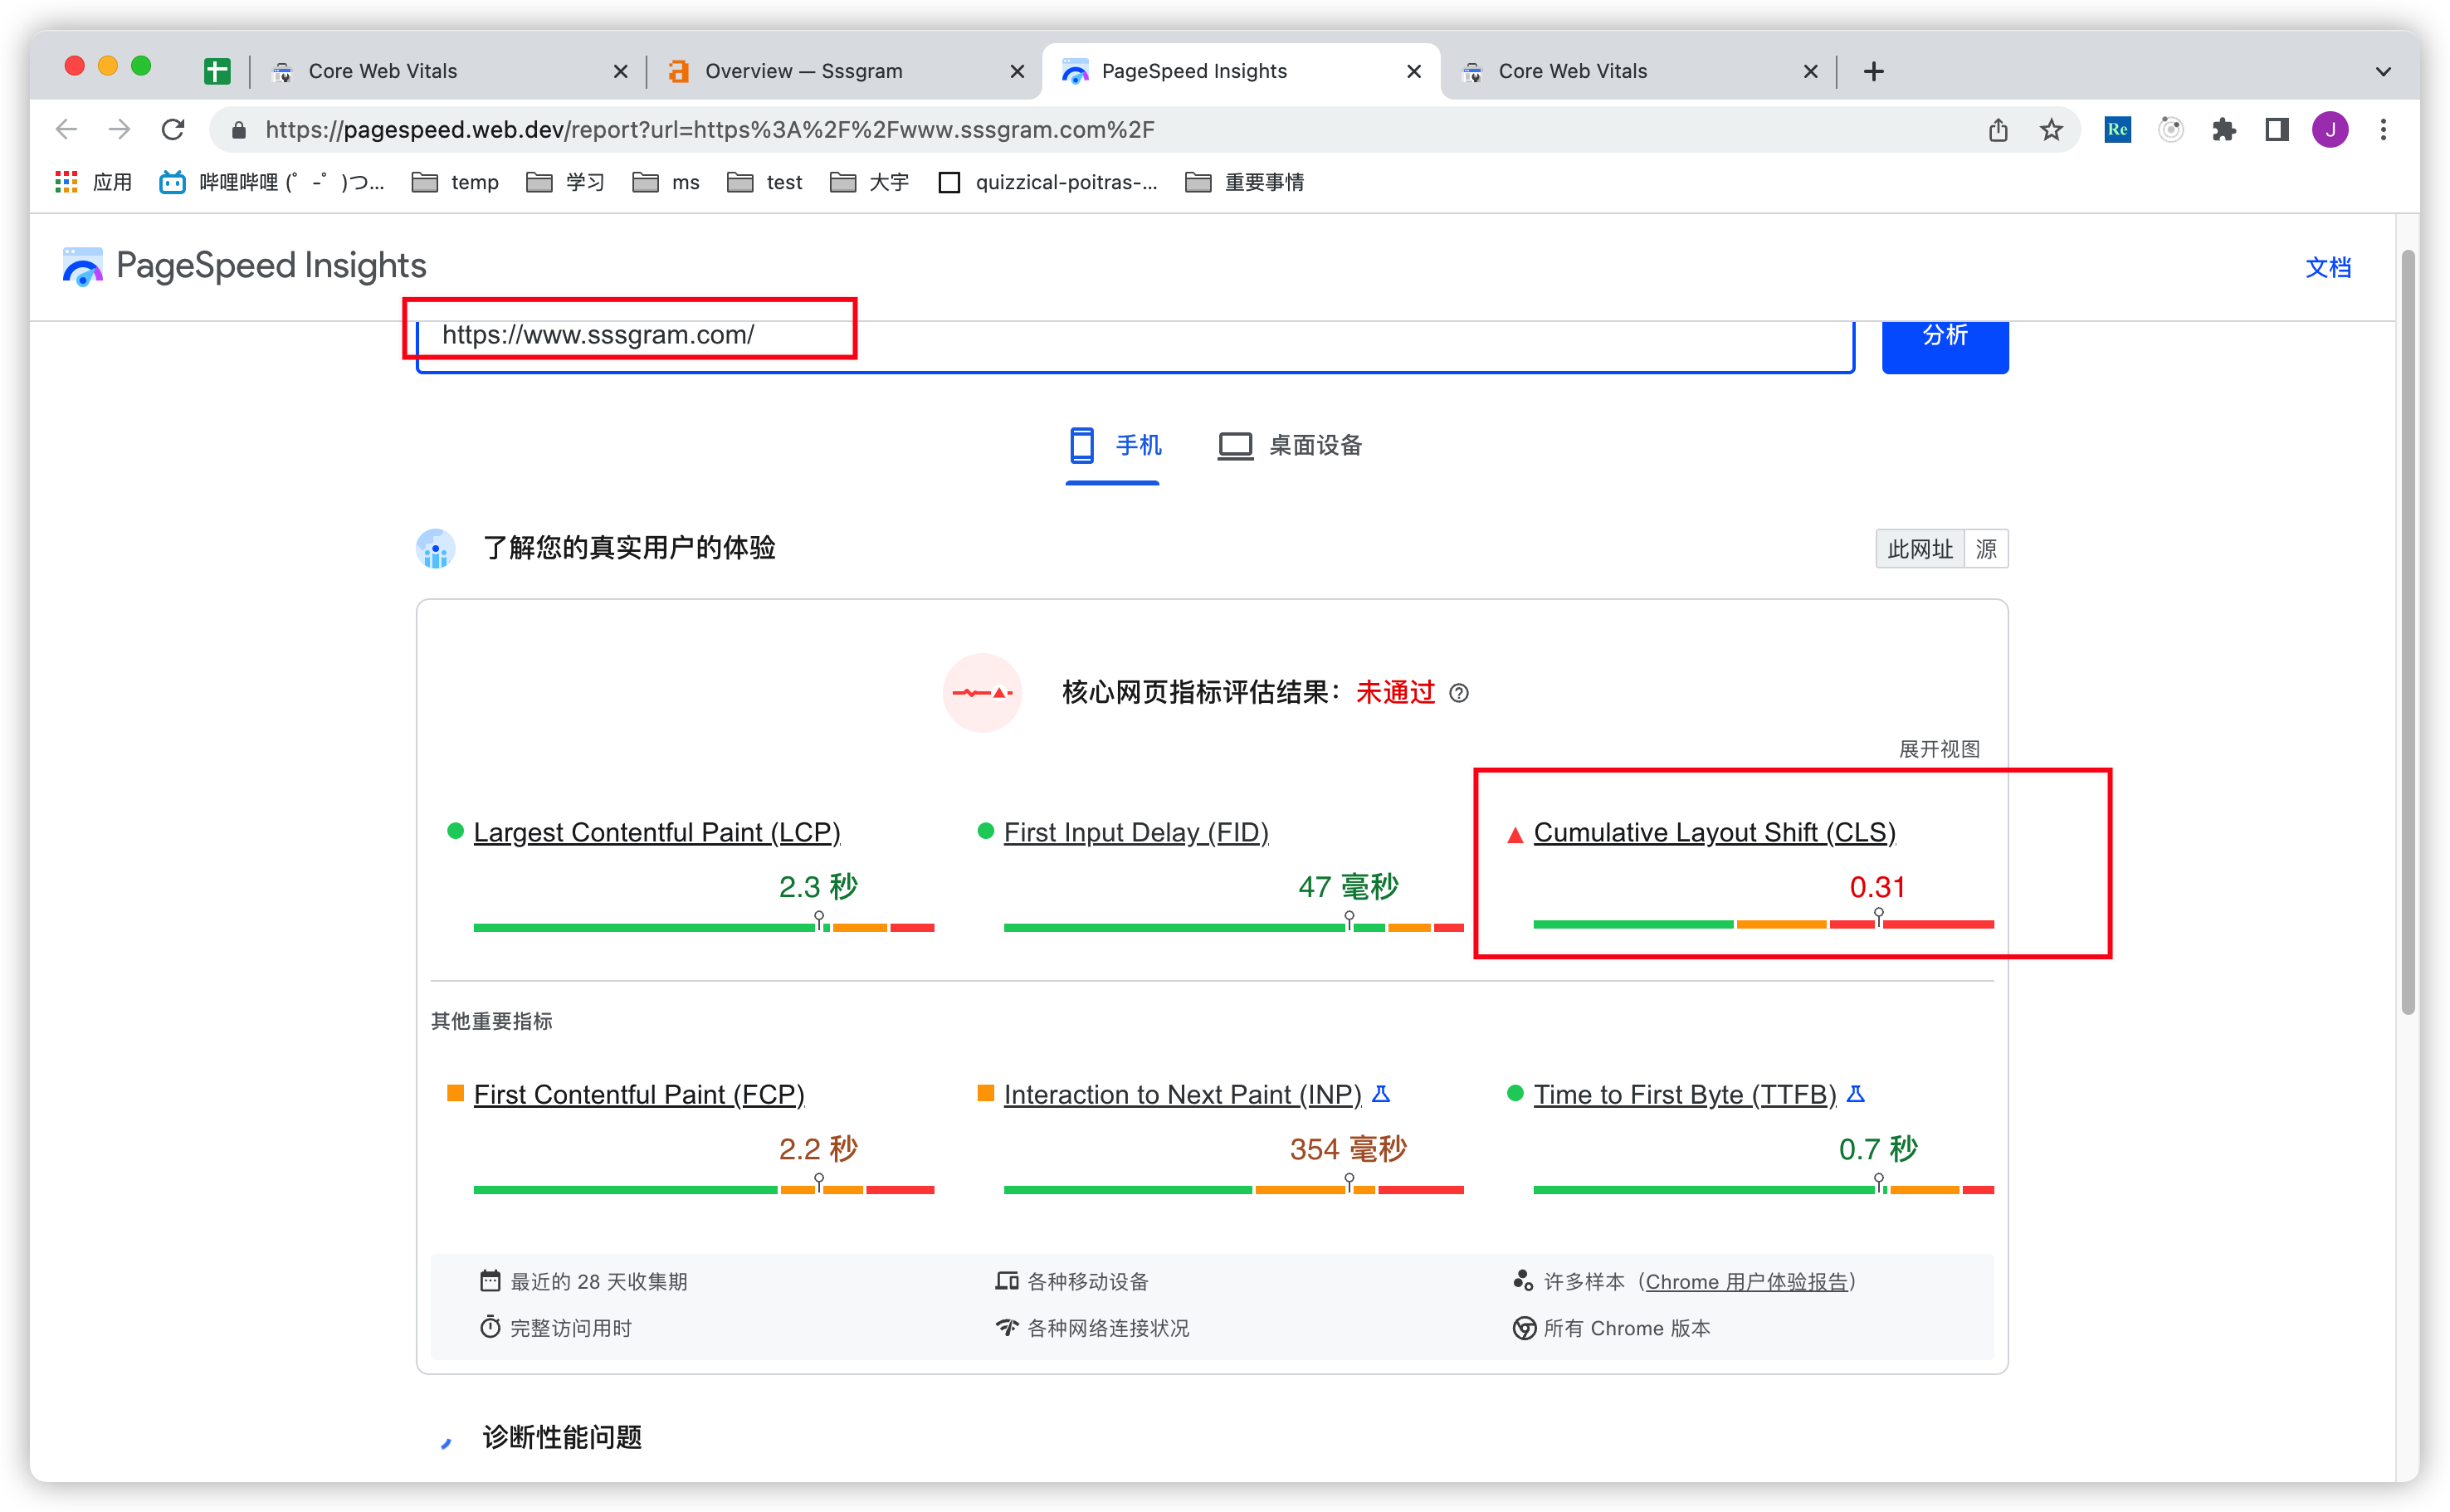 Core Web Vitals
Overview — Sssgram
PageSpeed Insights
Core Web Vitals
https://pagespeed.web.dev/report?url=https%3A%2F%2Fwww.sssgram.com%2F
Re
J
应用
哔哩哔哩 (゜-゜)つ...
temp
学习
ms
test
大宇
quizzical-poitras-...
重要事情
PageSpeed Insights
文档
https://www.sssgram.com/
分析
手机
桌面设备
了解您的真实用户的体验
此网址
源
核心网页指标评估结果：未通过
展开视图
Largest Contentful Paint (LCP)
2.3 秒
First Input Delay (FID)
47 毫秒
Cumulative Layout Shift (CLS)
0.31
其他重要指标
First Contentful Paint (FCP)
2.2 秒
Interaction to Next Paint (INP)
354 毫秒
Time to First Byte (TTFB)
0.7 秒
最近的 28 天收集期
各种移动设备
许多样本（Chrome 用户体验报告）
完整访问用时
各种网络连接状况
所有 Chrome 版本
诊断性能问题